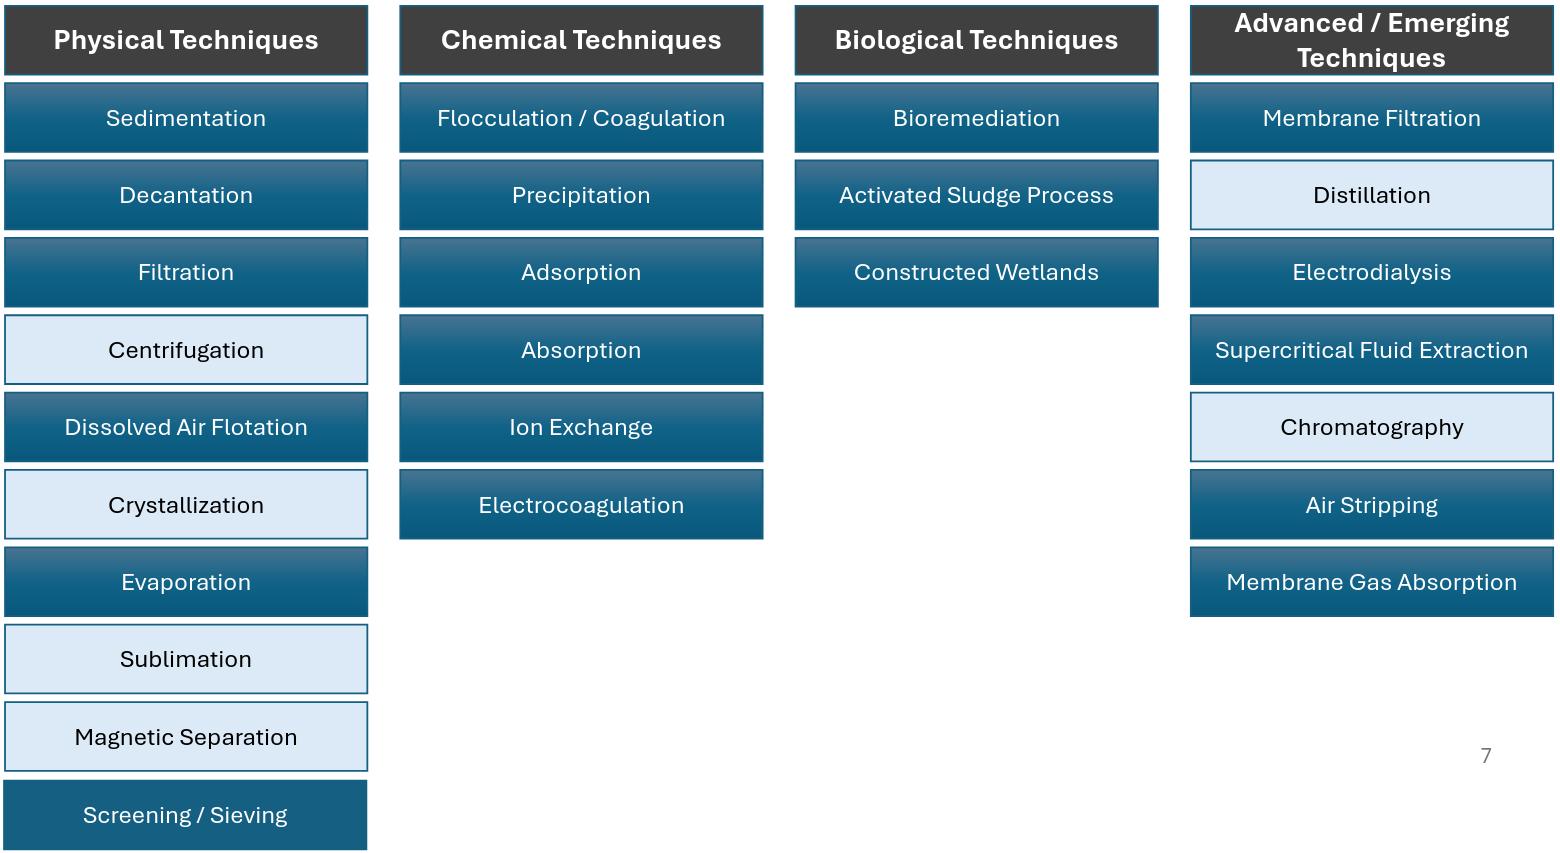 Physical Techniques
Sedimentation
Decantation
Filtration
Centrifugation
Dissolved Air Flotation
Crystallization
Evaporation
Sublimation
Magnetic Separation
Screening / Sieving
Chemical Techniques
Flocculation / Coagulation
Precipitation
Adsorption
Absorption
Ion Exchange
Electrocoagulation
Biological Techniques
Bioremediation
Activated Sludge Process
Constructed Wetlands
Advanced / Emerging
Techniques
Membrane Filtration
Distillation
Electrodialysis
Supercritical Fluid Extraction
Chromatography
Air Stripping
Membrane Gas Absorption
7